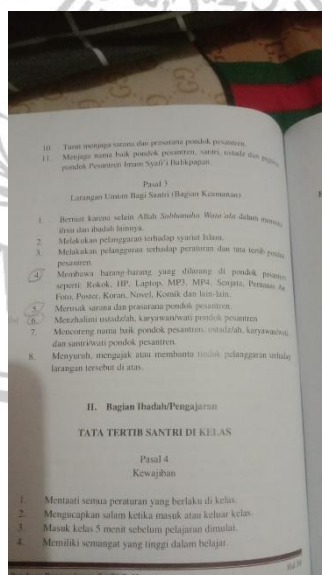 10. Turut menjaga sarana dan prasarana pondok pesantren.
11. Menjaga nama baik pondok pesantren, santri, ustadz dan
pondok Pesantren Imam Syafi'i Balikpapan.
Pasal 3
Larangan Umum Bagi Santri (Bagian Keamanan)
1. Berniat karena selain Allah Subhanahu Wata'ala dalam
ilmu dan ibadah lainnya.
2. Melakukan pelanggaran terhadap syariat Islam.
3. Melakukan pelanggaran terhadap peraturan dan tata tertib pondok
pesantren.
4. Membawa barang-barang yang dilarang di pondok pesantren
seperti: Rokok, HP, Laptop, MP3, MP4, Senjata,
Foto, Poster, Koran, Novel, Komik dan lain-lain.
5. Merusak sarana dan prasarana pondok pesantren.
6. Menzhalimi ustadz/ah, karyawan/wati pondok pesantren
7. Mencoreng nama baik pondok pesantren, ustadz/ah, karyawan/wati
dan santri/wati pondok pesantren.
8. Menyuruh, mengajak atau membantu tindak pelanggaran
larangan tersebut di atas.
II. Bagian Ibadah/Pengajaran
TATA TERTIB SANTRI DI KELAS
Pasal 4
Kewajiban
1. Mentaati semua peraturan yang berlaku di kelas.
2. Mengucapkan salam ketika masuk atau keluar kelas.
3. Masuk kelas 5 menit sebelum pelajaran dimulai.
4. Memiliki semangat yang tinggi dalam belajar.